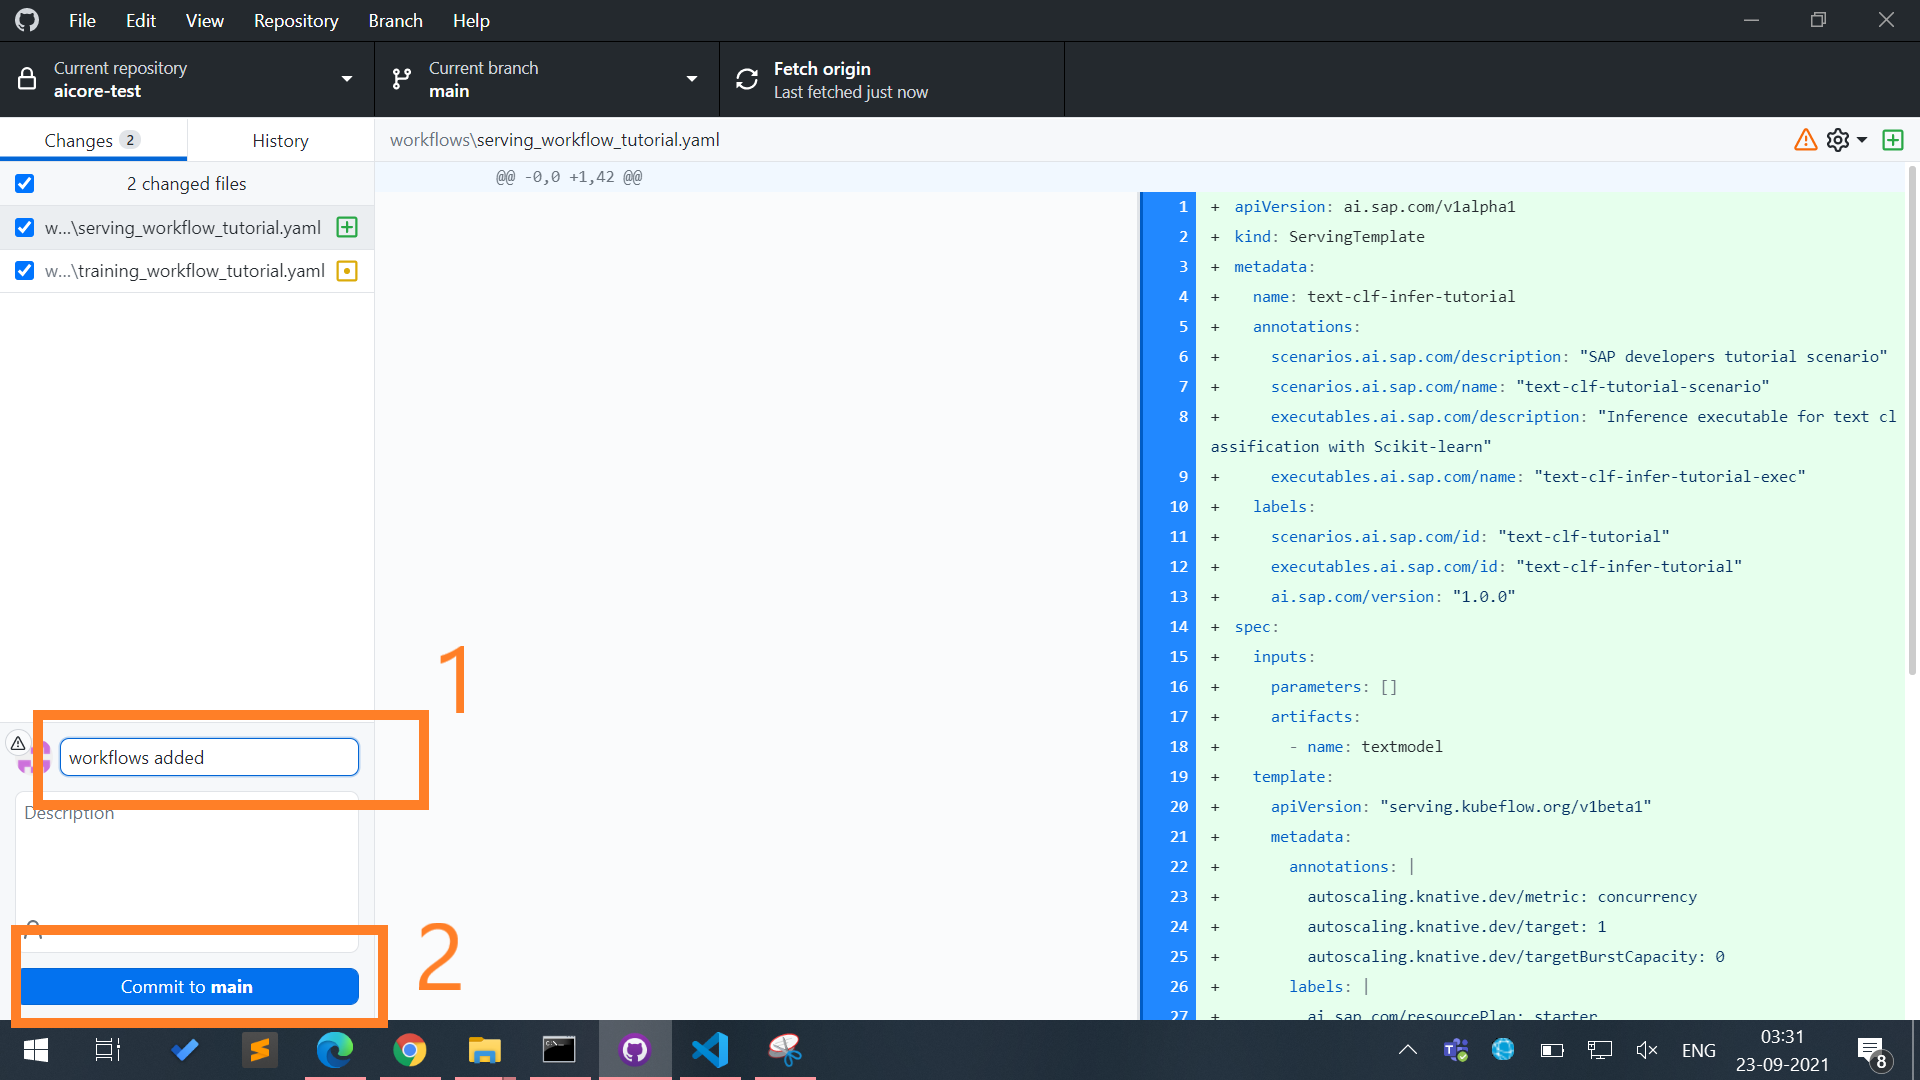 File Edit View Repository Branch Help
Current repository
aicore-test
Current branch
main
Fetch origin
Last fetched just now
Changes 2
History
workflows\serving_workflow_tutorial.yaml
2 changed files
w...\serving_workflow_tutorial.yaml
w...\training_workflow_tutorial.yaml
@@ -0,0 +1,42 @@
1 + apiVersion: ai.sap.com/v1alpha1
2 + kind: ServingTemplate
3 + metadata:
4 + name: text-clf-infer-tutorial
5 + annotations:
6 + scenarios.ai.sap.com/description: "SAP developers tutorial scenario"
7 + scenarios.ai.sap.com/name: "text-clf-tutorial-scenario"
8 + executables.ai.sap.com/description: "Inference executable for text cl
assification with Scikit-learn"
9 + executables.ai.sap.com/name: "text-clf-infer-tutorial-exec"
10 + labels:
11 + scenarios.ai.sap.com/id: "text-clf-tutorial"
12 + executables.ai.sap.com/id: "text-clf-infer-tutorial"
13 + ai.sap.com/version: "1.0.0"
14 + spec:
15 + inputs:
16 + parameters: []
17 + artifacts:
18 + - name: textmodel
19 + template:
20 + apiVersion: "serving.kubeflow.org/v1beta1"
21 + metadata:
22 + annotations: |
23 + autoscaling.knative.dev/metric: concurrency
24 + autoscaling.knative.dev/target: 1
25 + autoscaling.knative.dev/targetBurstCapacity: 0
26 + labels: |
27 + ai.sap.com/resourcePlan: starter
1
workflows added
Description
2
Commit to main
ENG
03:31
23-09-2021
8